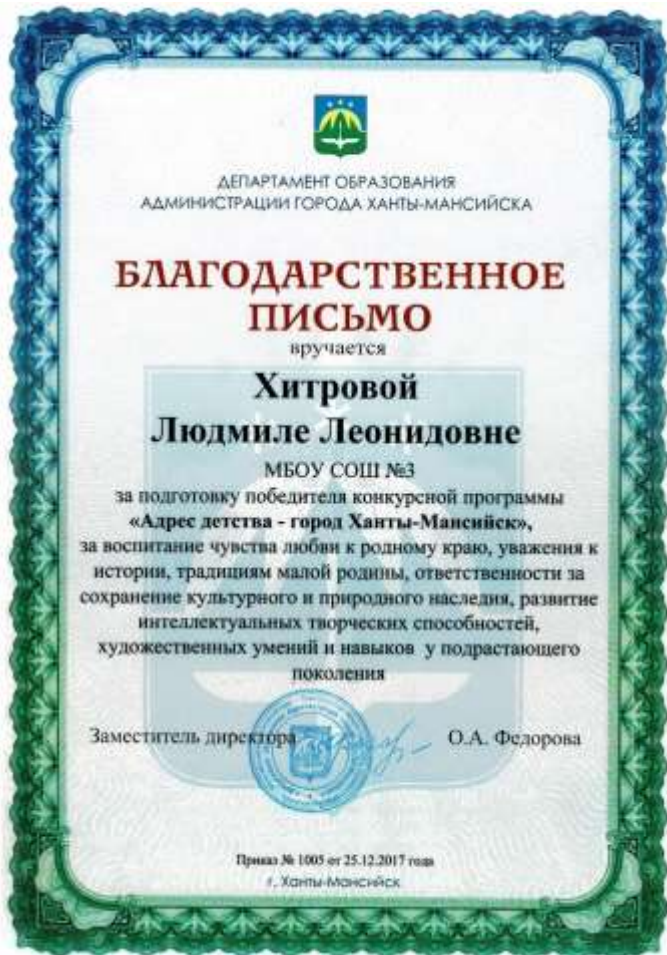 ДЕПАРТАМЕНТ ОБРАЗОВАНИЯ
АДМИНИСТРАЦИИ ГОРОДА ХАНТЫ-МАНСИЙСКА
БЛАГОДАРСТВЕННОЕ
ПИСЬМО
вручается
Хитровой
Людмиле Леонидовне
МБОУ СОШ №3
за подготовку победителя конкурсной программы
«Адрес детства - город Ханты-Мансийск»,
за воспитание чувства любви к родному краю, уважения к
истории, традициям малой родины, ответственности за
сохранение культурного и природного наследия, развитие
интеллектуальных творческих способностей,
художественных умений и навыков у подрастающего
поколения
Заместитель директора О.А. Федорова
Приказ № 1005 от 25.12.2017 года
г. Ханты-Мансийск